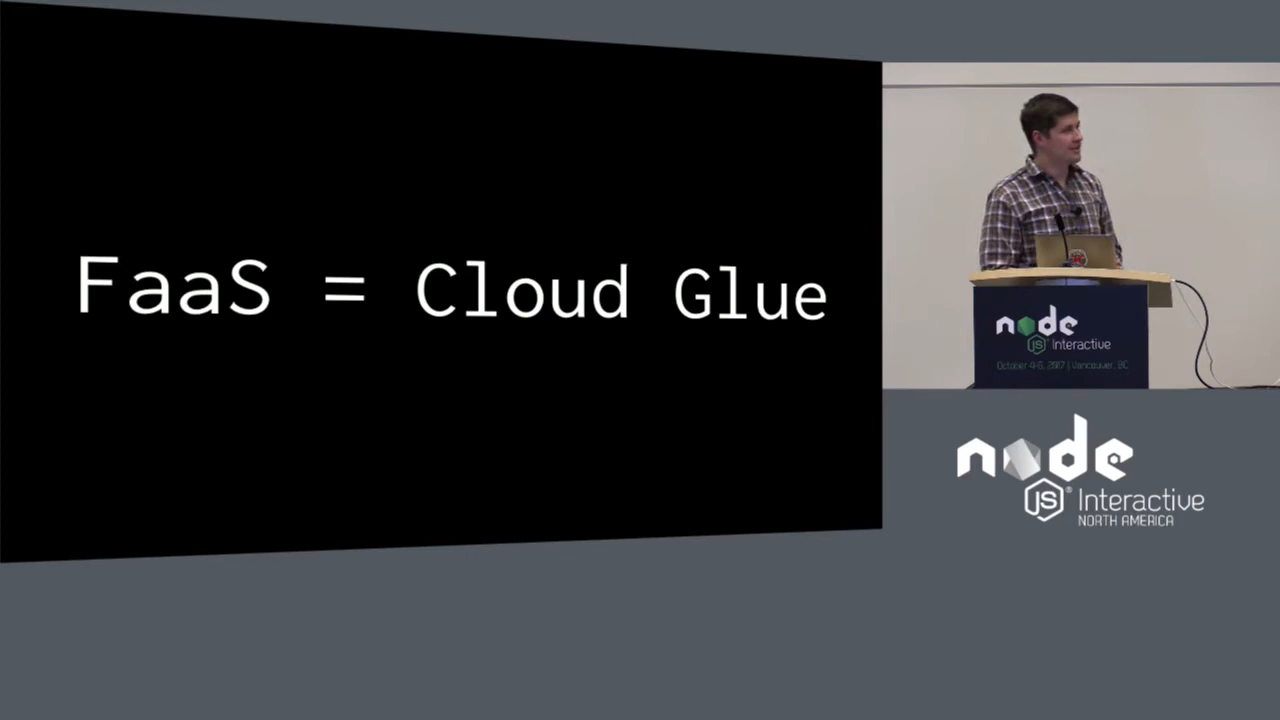 FaaS = Cloud Glue
node
JS Interactive
October 4-6, 2017 | Vancouver, BC
node
JS® Interactive
NORTH AMERICA